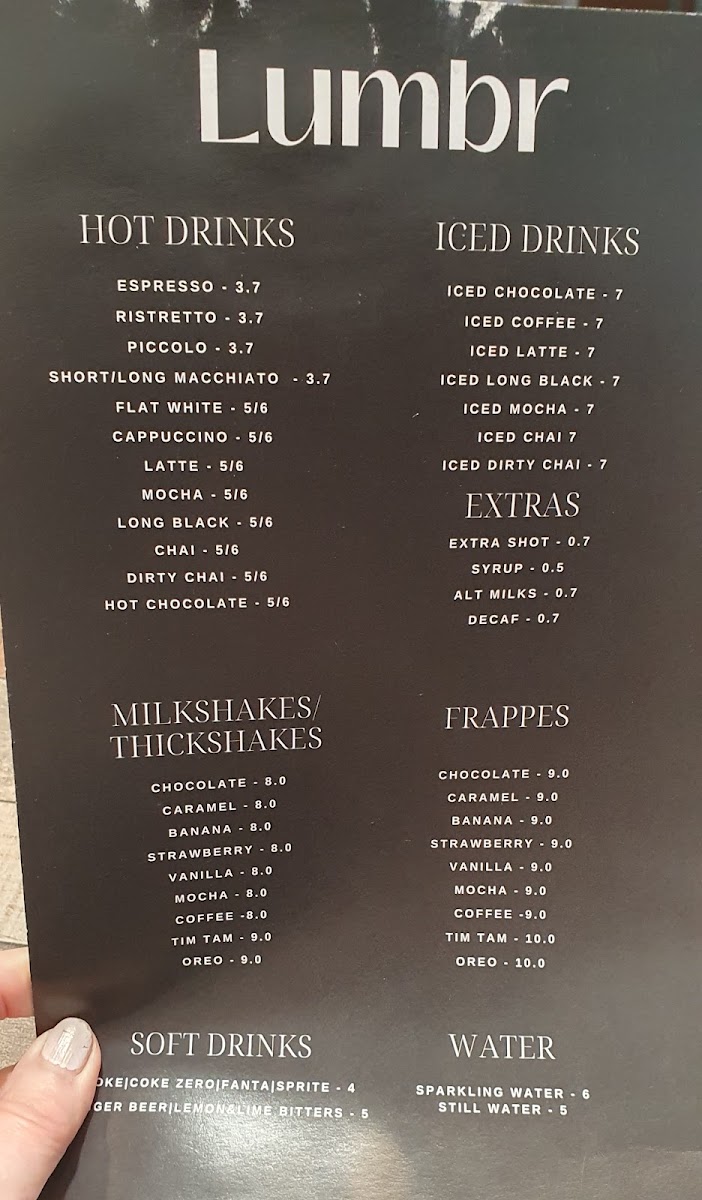 Lumbr
HOT DRINKS
ESPRESSO - 3.7
RISTRETTO - 3.7
PICCOLO - 3.7
SHORT/LONG MACCHIATO - 3.7
FLAT WHITE - 5/6
CAPPUCCINO - 5/6
LATTE - 5/6
MOCHA - 5/6
LONG BLACK - 5/6
CHAI - 5/6
DIRTY CHAI - 5/6
HOT CHOCOLATE - 5/6
ICED DRINKS
ICED CHOCOLATE - 7
ICED COFFEE - 7
ICED LATTE - 7
ICED LONG BLACK - 7
ICED MOCHA - 7
ICED CHAI 7
ICED DIRTY CHAI - 7
EXTRAS
EXTRA SHOT - 0.7
SYRUP - 0.5
ALT MILKS - 0.7
DECAF - 0.7
MILKSHAKES/
THICKSHAKES
CHOCOLATE - 8.0
CARAMEL - 8.0
BANANA - 8.0
STRAWBERRY - 8.0
VANILLA - 8.0
MOCHA - 8.0
COFFEE -8.0
TIM TAM - 9.0
OREO - 9.0
FRAPPES
CHOCOLATE - 9.0
CARAMEL - 9.0
BANANA - 9.0
STRAWBERRY - 9.0
VANILLA - 9.0
MOCHA - 9.0
COFFEE -9.0
TIM TAM - 10.0
OREO - 10.0
SOFT DRINKS
OKE|COKE ZERO|FANTA|SPRITE - 4
GER BEER|LEMON&LIME BITTERS - 5
WATER
SPARKLING WATER - 6
STILL WATER - 5